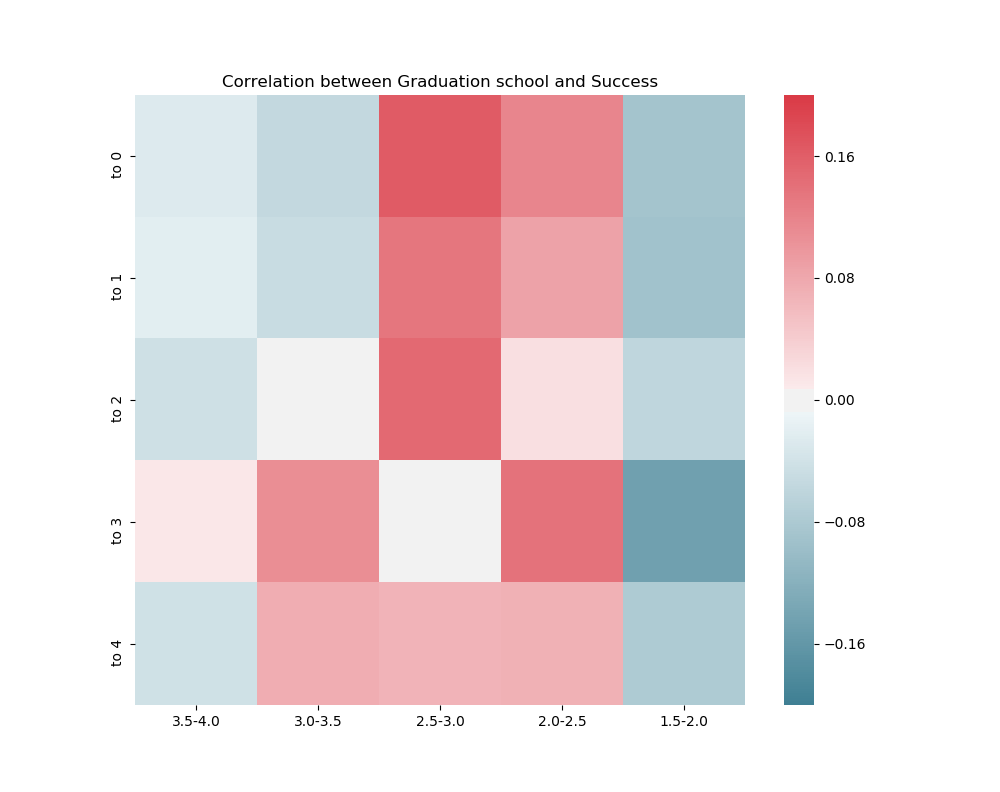 Correlation between Graduation school and Success
to 0
to 1
to 2
to 3
to 4
3.5-4.0 3.0-3.5 2.5-3.0 2.0-2.5 1.5-2.0
0.16
0.08
0.00
−0.08
−0.16